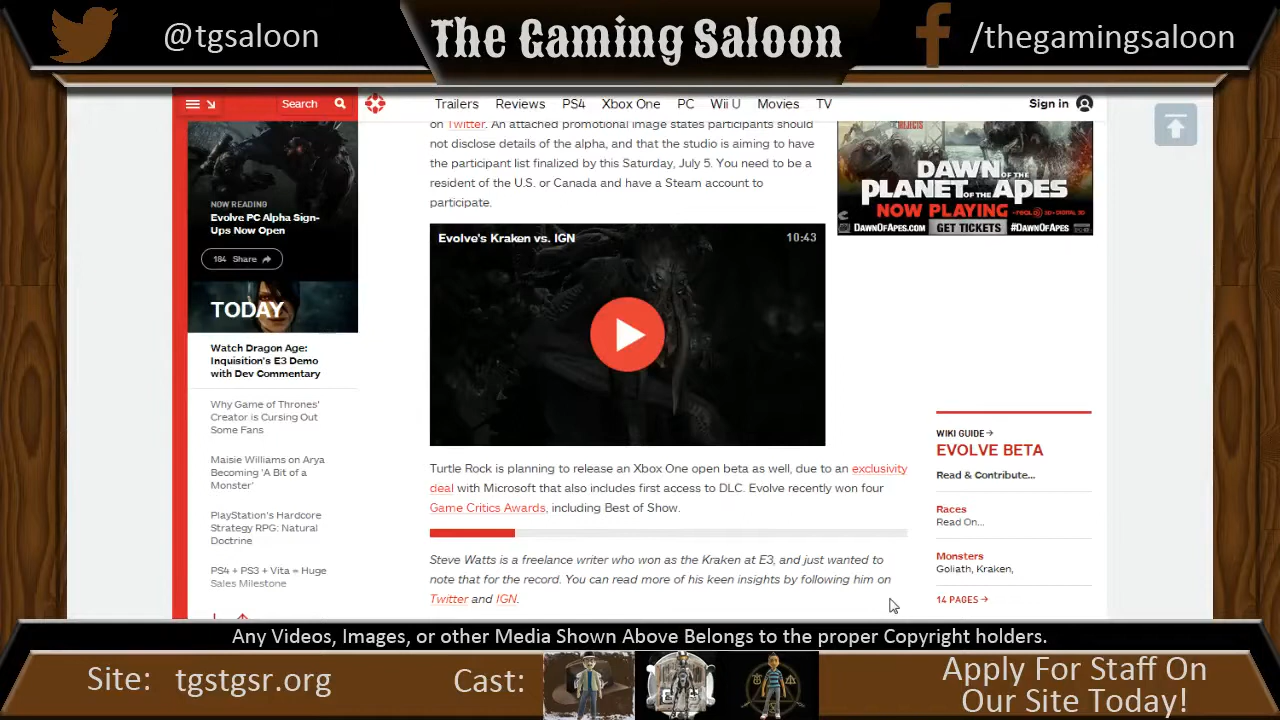 @tgsaloon
The Gaming Saloon
/thegamingsaloon
Search
Trailers Reviews PS4 Xbox One PC Wii U Movies TV
Sign in
NOW READING
Evolve PC Alpha Sign-
Ups Now Open
184 Share
TODAY
Watch Dragon Age:
Inquisition's E3 Demo
with Dev Commentary
Why Game of Thrones'
Creator is Cursing Out
Some Fans
Maisie Williams on Arya
Becoming 'A Bit of a
Monster'
PlayStation's Hardcore
Strategy RPG: Natural
Doctrine
PS4 + PS3 + Vita = Huge
Sales Milestone
on Twitter. An attached promotional image states participants should
not disclose details of the alpha, and that the studio is aiming to have
the participant list finalized by this Saturday, July 5. You need to be a
resident of the U.S. or Canada and have a Steam account to
participate.
Evolve's Kraken vs. IGN
10:43
Turtle Rock is planning to release an Xbox One open beta as well, due to an exclusivity
deal with Microsoft that also includes first access to DLC. Evolve recently won four
Game Critics Awards, including Best of Show.
Steve Watts is a freelance writer who won as the Kraken at E3, and just wanted to
note that for the record. You can read more of his keen insights by following him on
Twitter and IGN.
DAWN OF THE
PLANET OF THE APES
NOW PLAYING REAL D 3D
DAWNOFAPES.COM GET TICKETS #DAWNOFAPES
WIKI GUIDE
EVOLVE BETA
Read & Contribute...
Races
Read On...
Monsters
Goliath, Kraken,
14 PAGES
Any Videos, Images, or other Media Shown Above Belongs to the proper Copyright holders.
Site: tgstgsr.org
Cast:
Apply For Staff On
Our Site Today!